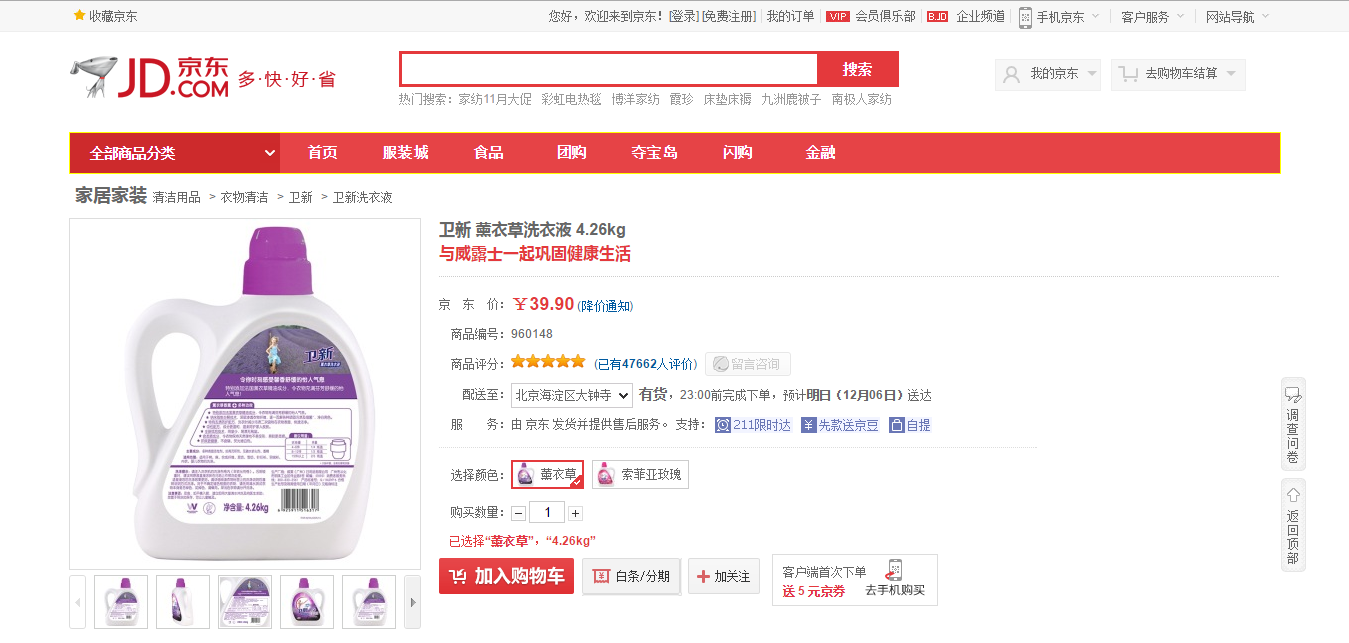 收藏京东
您好，欢迎来到京东！[登录] [免费注册] 我的订单 VIP 会员俱乐部 B.JD 企业频道 手机京东 客户服务 网站导航
JD.COM 京东 多·快·好·省
搜索
我的京东 去购物车结算
热门搜索： 家纺11月大促 彩虹电热毯 博洋家纺 霞珍 床垫床褥 九洲鹿被子 南极人家纺
全部商品分类 首页 服装城 食品 团购 夺宝岛 闪购 金融
家居家装 清洁用品 > 衣物清洁 > 卫新 > 卫新洗衣液
卫新 薰衣草洗衣液 4.26kg
与威露士一起巩固健康生活
京 东 价： ￥39.90 (降价通知)
商品编号： 960148
商品评分： (已有47662人评价) 留言咨询
配送至： 北京海淀区大钟寺 有货，23:00前完成下单，预计明日（12月06日）送达
服 务： 由 京东 发货并提供售后服务。 支持： 211限时达 ￥ 先款送京豆 自提
选择颜色： 薰衣草 索菲亚玫瑰
购买数量： − 1 +
已选择“薰衣草”，“4.26kg”
加入购物车 白条/分期 加关注
客户端首次下单
送 5 元京券 去手机购买
调查问卷
返回顶部
卫新
净含量: 4.26kg